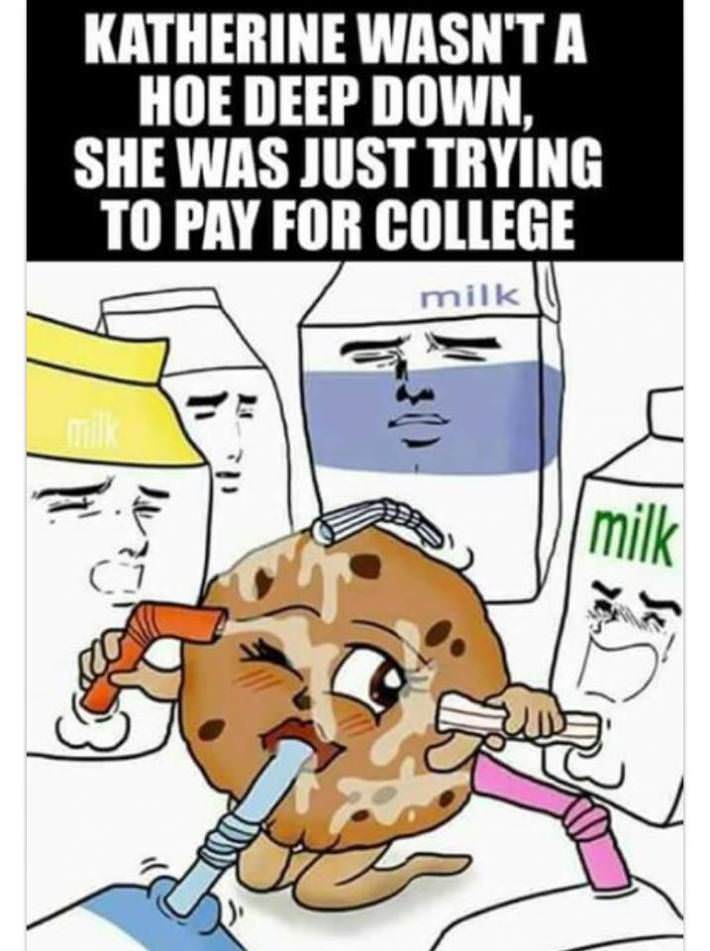 KATHERINE WASN'T A
HOE DEEP DOWN,
SHE WAS JUST TRYING
TO PAY FOR COLLEGE
milk
milk
milk